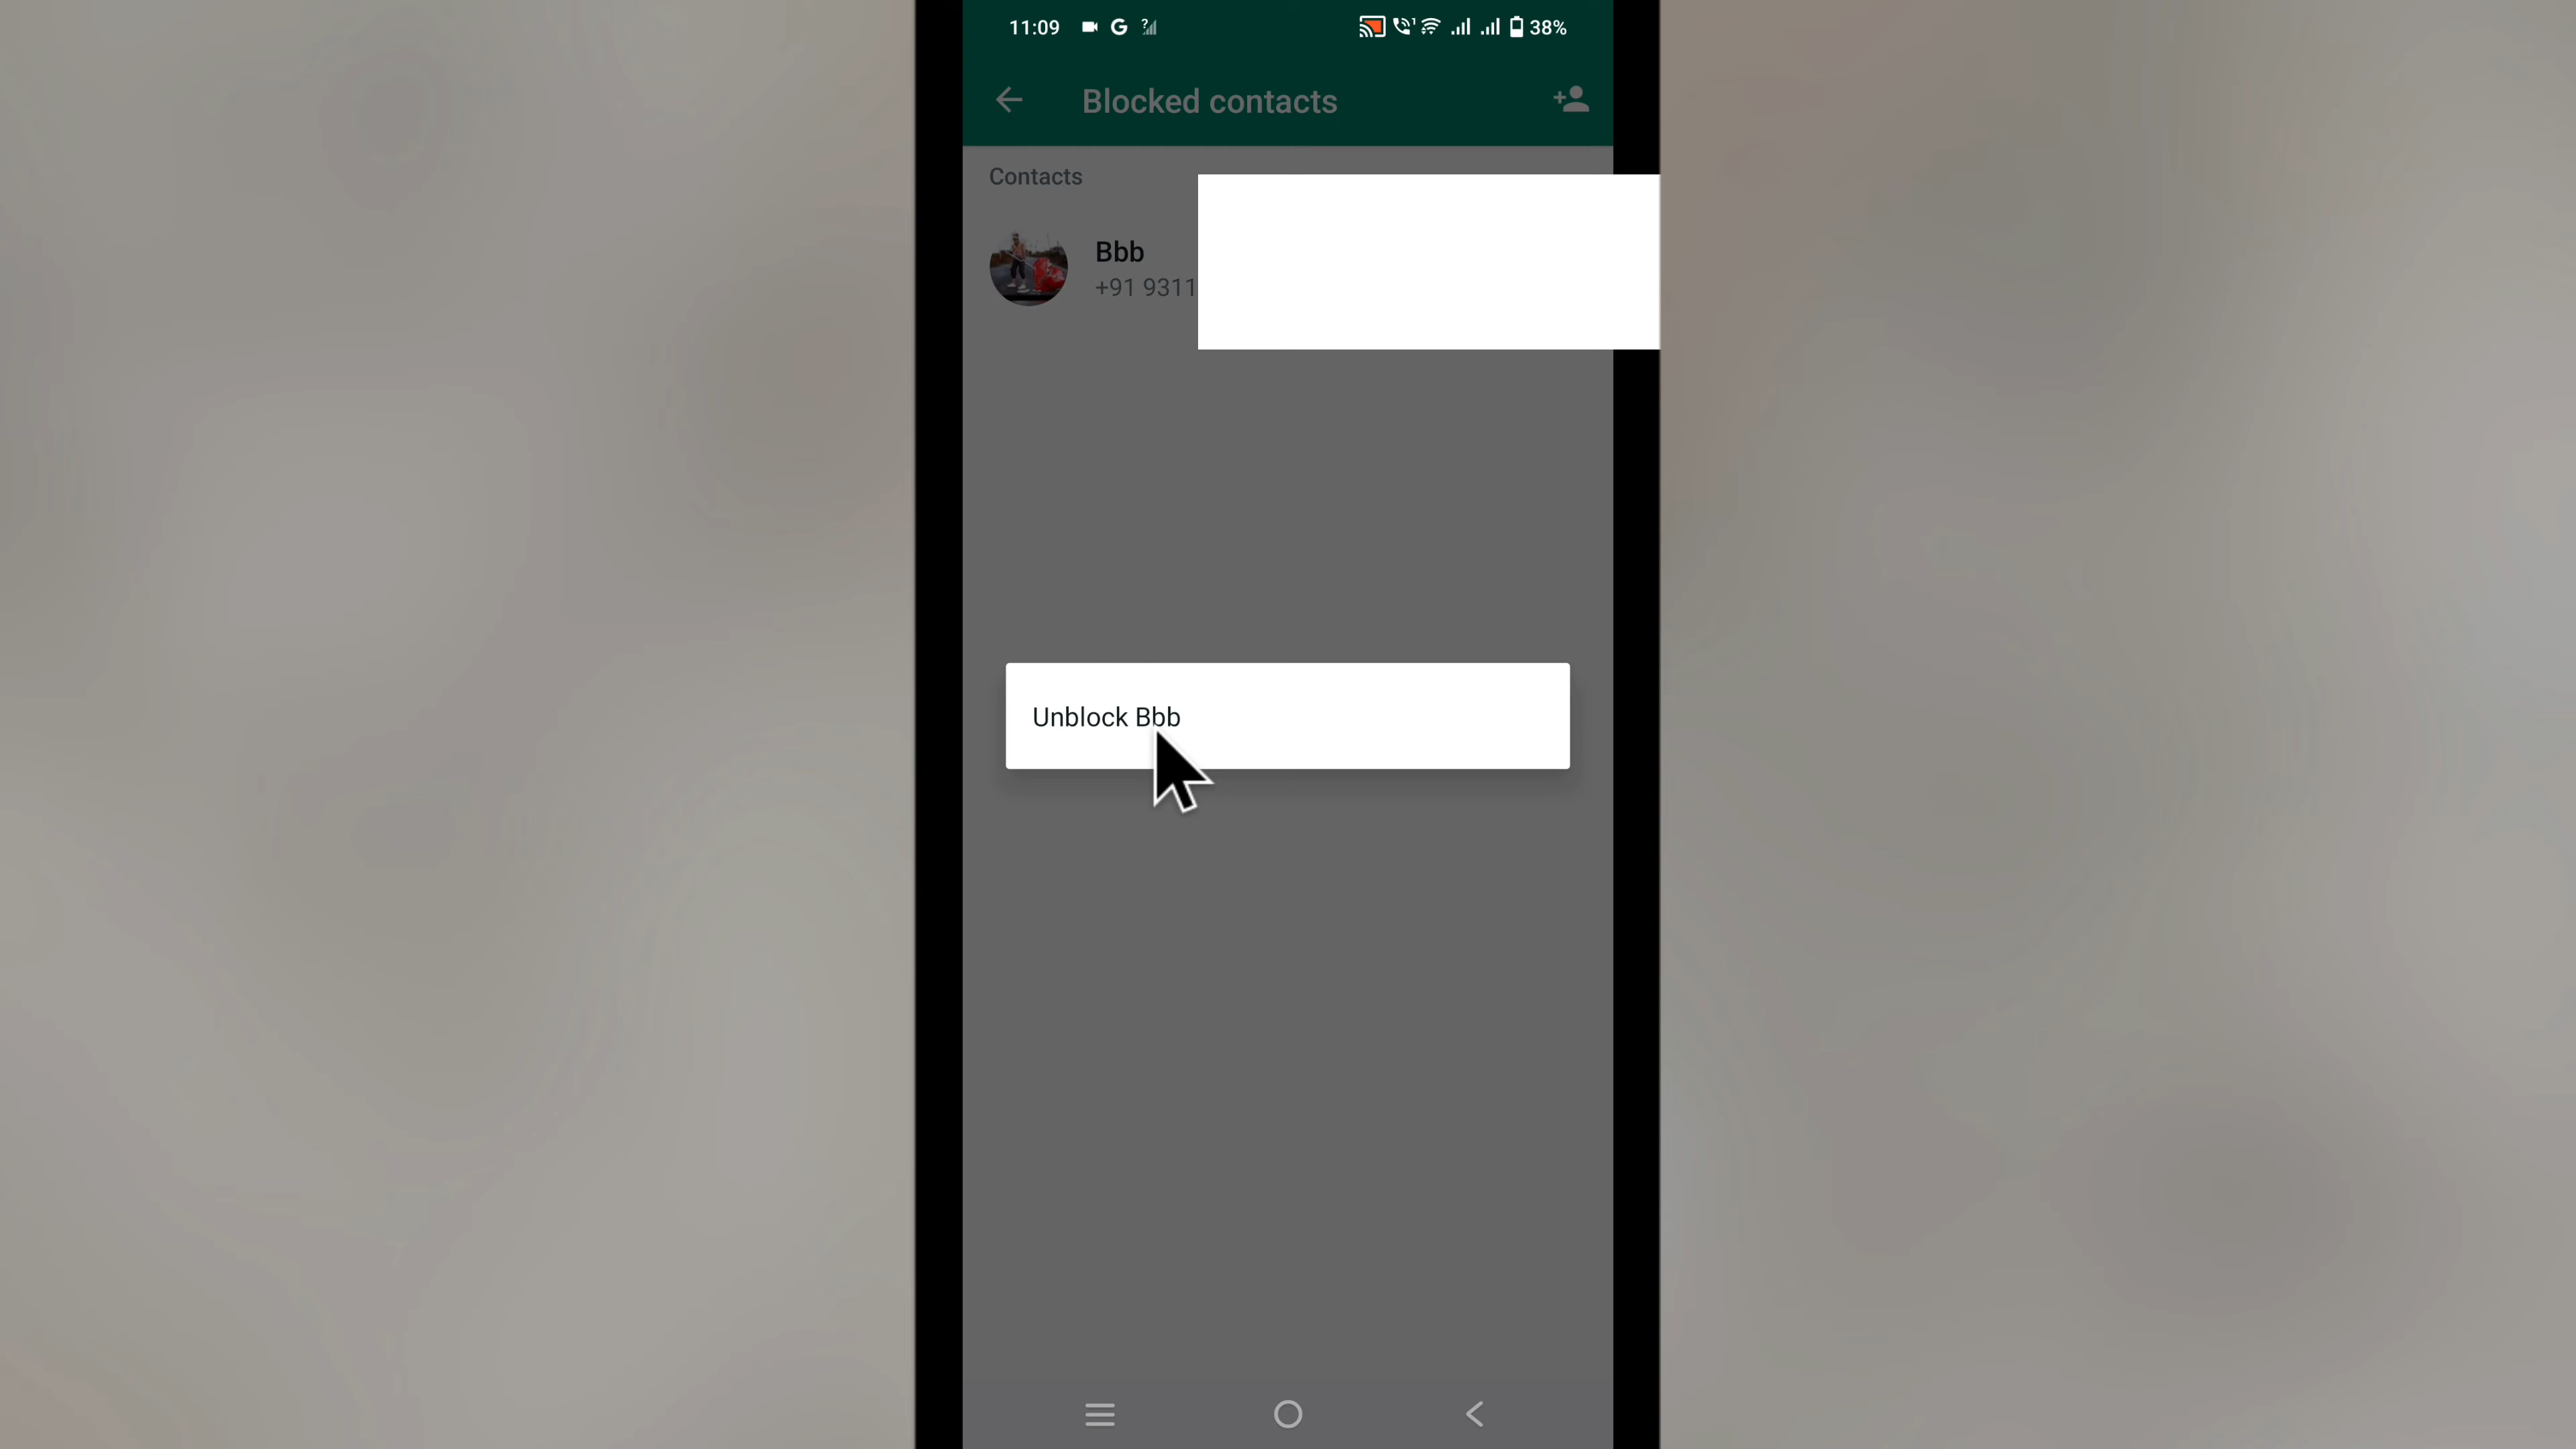 11:09 G ? 38%
Blocked contacts
Contacts
Bbb
+91 9311
Unblock Bbb